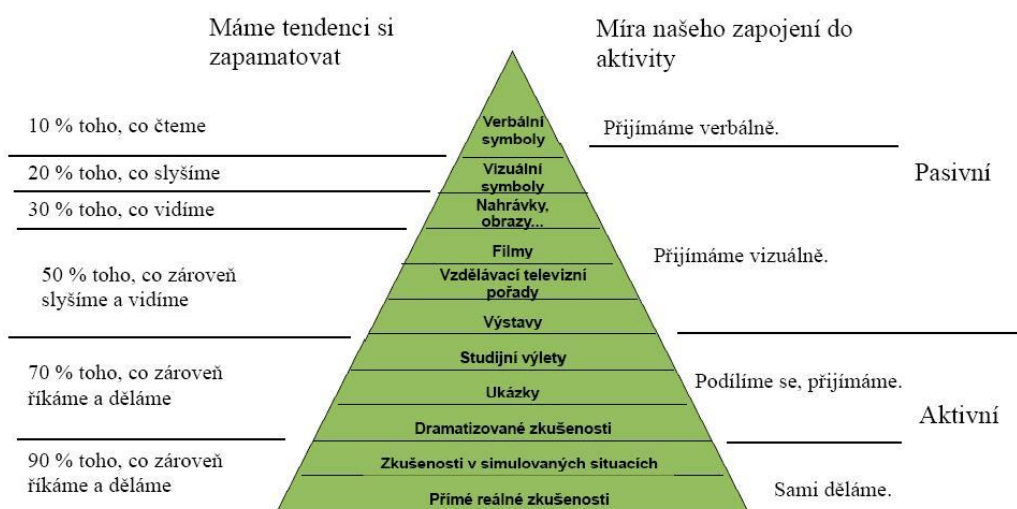 Máme tendenci si
zapamatovat
Míra našeho zapojení do
aktivity
10 % toho, co čteme
20 % toho, co slyšíme
30 % toho, co vidíme
50 % toho, co zároveň
slyšíme a vidíme
70 % toho, co zároveň
říkáme a děláme
90 % toho, co zároveň
říkáme a děláme
Verbální
symboly
Vizuální
symboly
Nahrávky,
obrazy...
Filmy
Vzdělávací televizní
pořady
Výstavy
Studijní výlety
Ukázky
Dramatizované zkušenosti
Zkušenosti v simulovaných situacích
Přímé reálné zkušenosti
Přijímáme verbálně.
Pasivní
Přijímáme vizuálně.
Podílíme se, přijímáme.
Aktivní
Sami děláme.